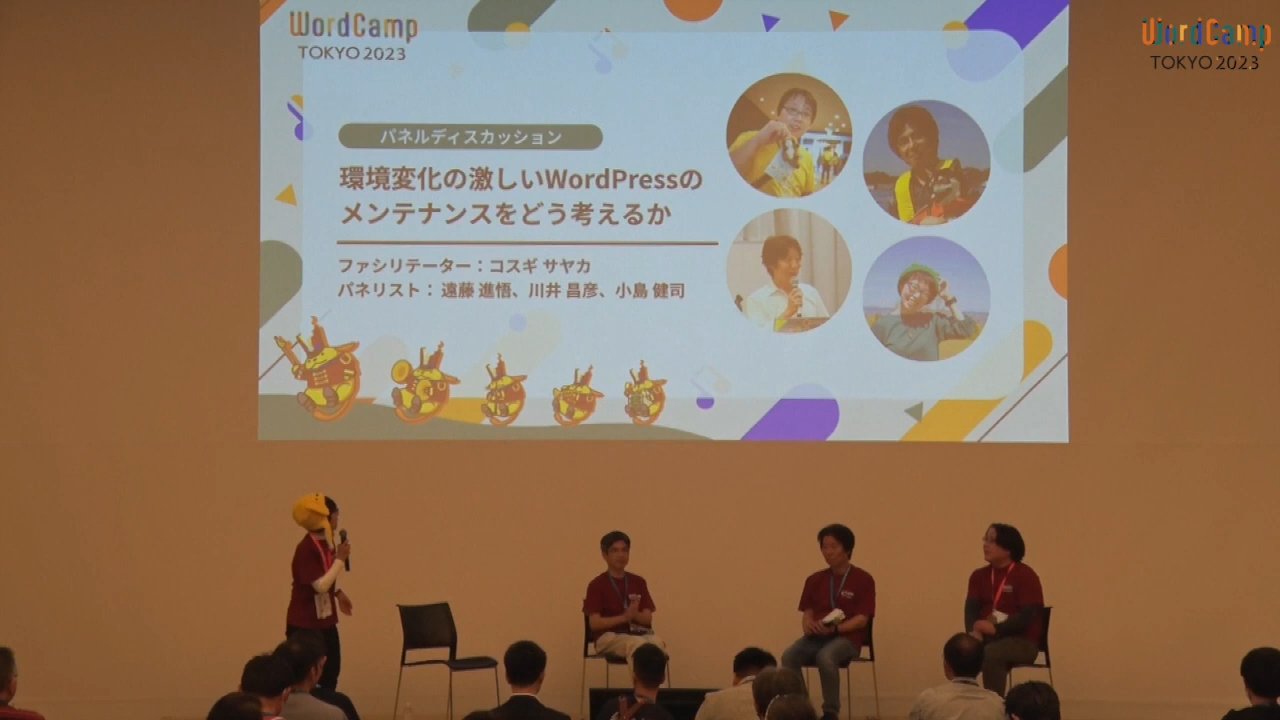 WordCamp
TOKYO 2023
パネルディスカッション
環境変化の激しいWordPressの
メンテナンスをどう考えるか
ファシリテーター：コスギ サヤカ
パネリスト： 遠藤 進悟、川井 昌彦、小島 健司
WordCamp
TOKYO 2023